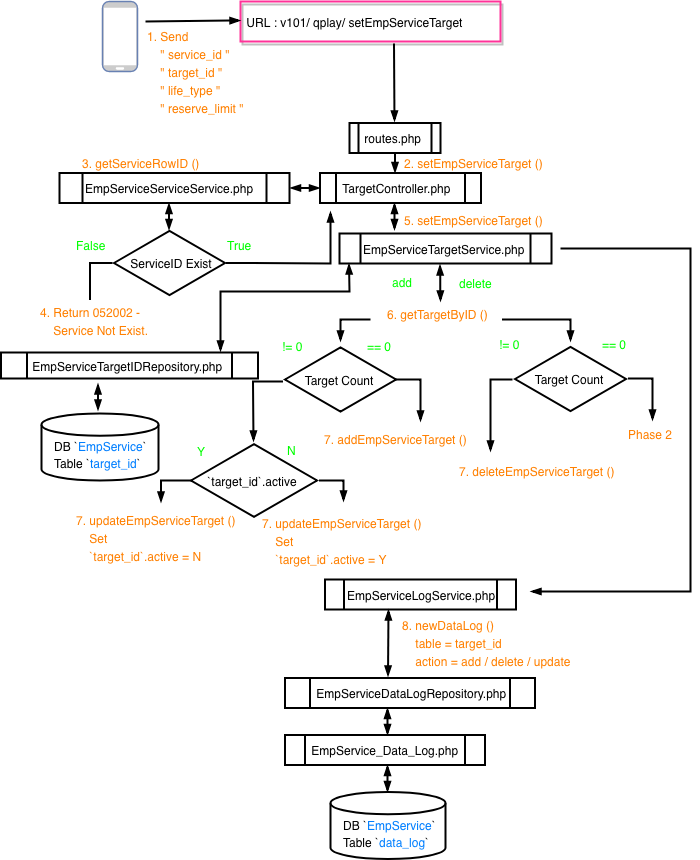 URL : v101/ qplay/ setEmpServiceTarget
1. Send
" service_id "
" target_id "
" life_type "
" reserve_limit "
routes.php
3. getServiceRowID ()
2. setEmpServiceTarget ()
EmpServiceServiceService.php
TargetController.php
5. setEmpServiceTarget ()
False
True
EmpServiceTargetService.php
ServiceID Exist
add
delete
4. Return 052002 -
Service Not Exist.
6. getTargetByID ()
!= 0
== 0
!= 0
== 0
EmpServiceTargetIDRepository.php
Target Count
Target Count
DB `EmpService`
Table `target_id`
7. addEmpServiceTarget ()
Phase 2
Y
N
7. deleteEmpServiceTarget ()
`target_id`.active
7. updateEmpServiceTarget ()
Set
`target_id`.active = N
7. updateEmpServiceTarget ()
Set
`target_id`.active = Y
EmpServiceLogService.php
8. newDataLog ()
table = target_id
action = add / delete / update
EmpServiceDataLogRepository.php
EmpService_Data_Log.php
DB `EmpService`
Table `data_log`